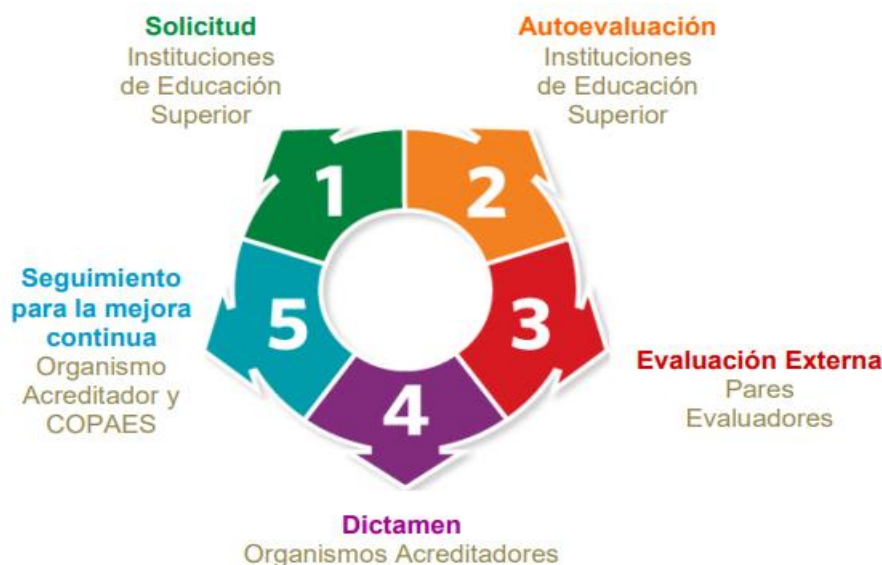 Solicitud
Instituciones
de Educación
Superior
Autoevaluación
Instituciones
de Educación
Superior
1
2
3
4
5
Evaluación Externa
Pares
Evaluadores
Dictamen
Organismos Acreditadores
Seguimiento
para la mejora
continua
Organismo
Acreditador y
COPAES